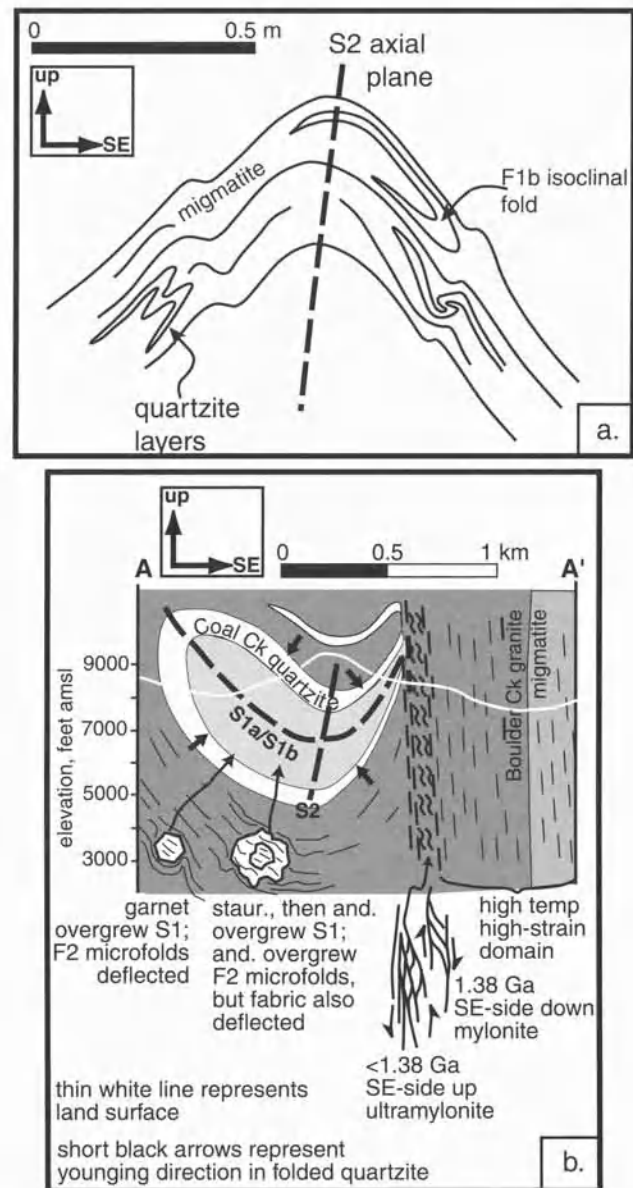 0
0.5 m
S2 axial
plane
up
SE
migmatite
F1b isoclinal
fold
quartzite
layers
a.
up
SE
0
0.5
1 km
A
A'
elevation, feet amsl
9000
7000
5000
3000
Coal Ck quartzite
S1a/S1b
S2
Boulder Ck granite
migmatite
garnet
overgrew S1;
F2 microfolds
deflected
staur., then and.
overgrew S1;
and. overgrew
F2 microfolds,
but fabric also
deflected
high temp
high-strain
domain
1.38 Ga
SE-side down
mylonite
<1.38 Ga
SE-side up
ultramylonite
thin white line represents
land surface
short black arrows represent
younging direction in folded quartzite
b.